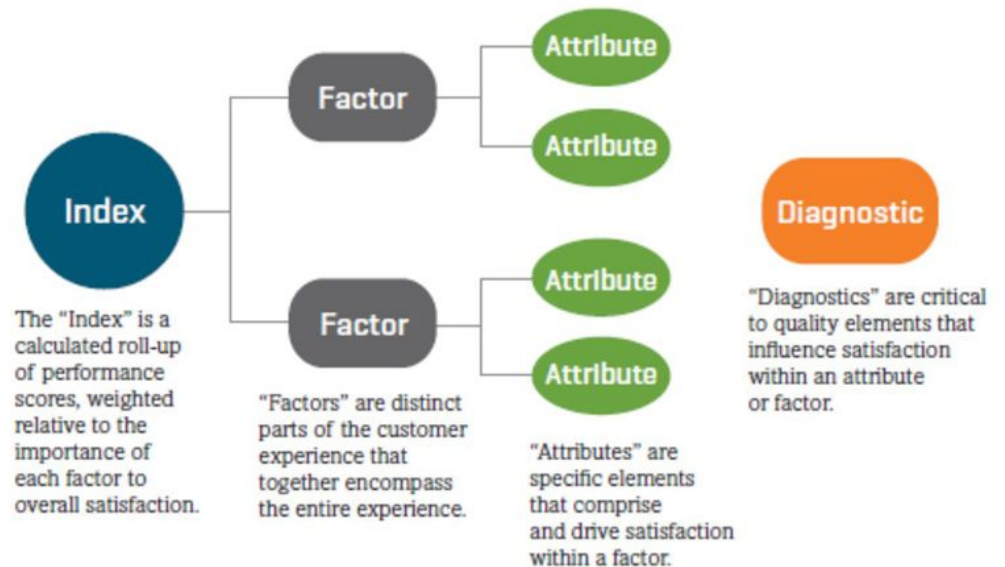 Attribute
Factor
Attribute
Index
Diagnostic
Attribute
Factor
Attribute
The “Index” is a
calculated roll-up
of performance
scores, weighted
relative to the
importance of
each factor to
overall satisfaction.
“Factors” are distinct
parts of the customer
experience that
together encompass
the entire experience.
“Attributes” are
specific elements
that comprise
and drive satisfaction
within a factor.
“Diagnostics” are critical
to quality elements that
influence satisfaction
within an attribute
or factor.